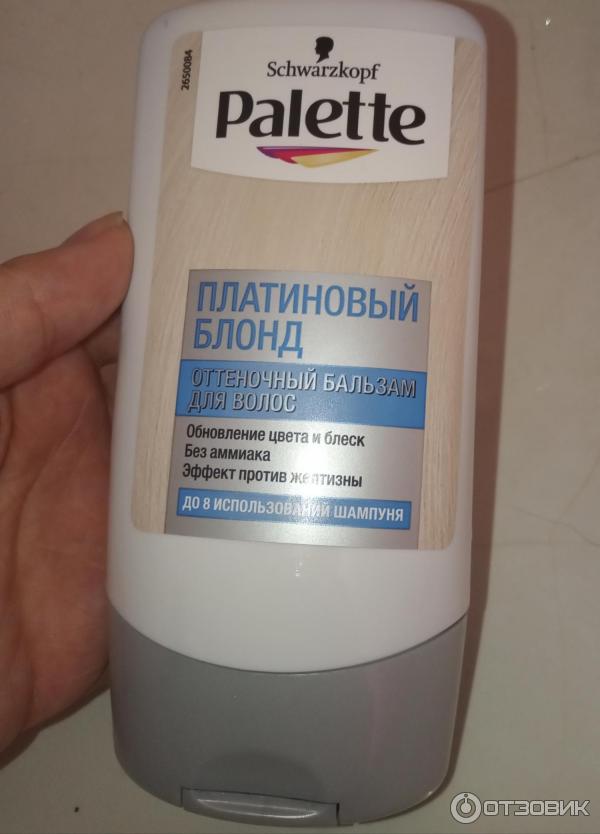 2650084
Schwarzkopf
Palette
ПЛАТИНОВЫЙ
БЛОНД
ОТТЕНОЧНЫЙ БАЛЬЗАМ
ДЛЯ ВОЛОС
Обновление цвета и блеск
Без аммиака
Эффект против желтизны
ДО 8 ИСПОЛЬЗОВАНИЙ ШАМПУНЯ
ОТЗОВИК